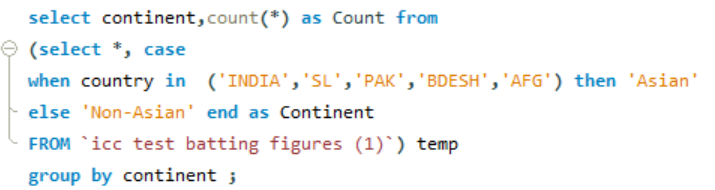 select continent,count(*) as Count from
(select *, case
when country in  ('INDIA','SL','PAK','BDESH','AFG') then 'Asian'
else 'Non-Asian' end as Continent
FROM `icc test batting figures (1)`) temp
group by continent ;